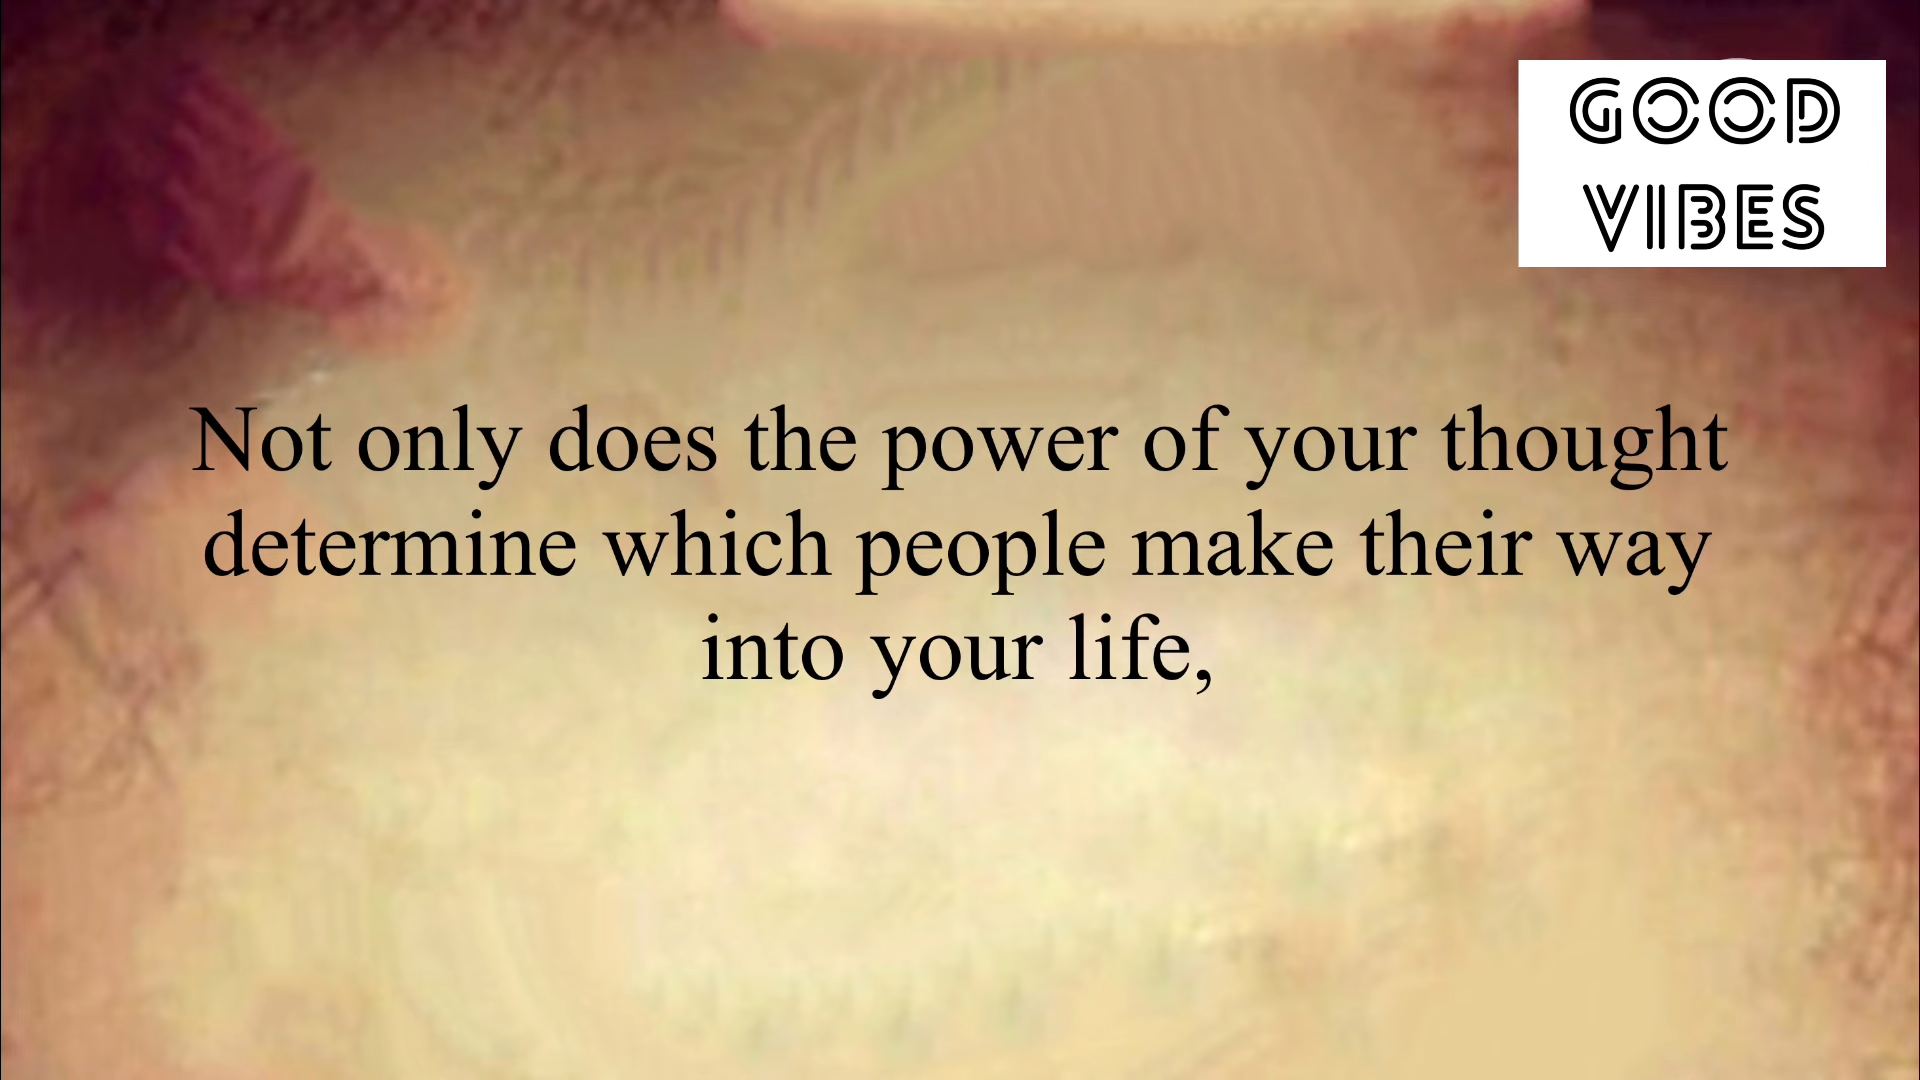 GOOD
VIBES
Not only does the power of your thought
determine which people make their way
into your life,